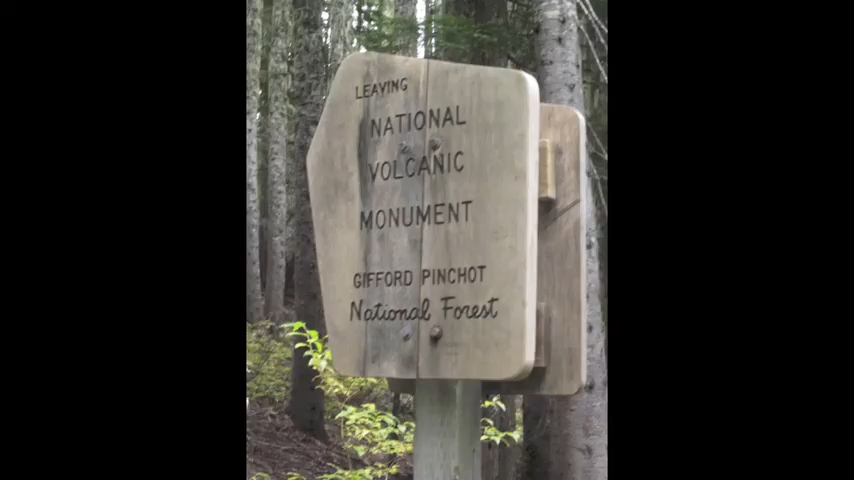 LEAVING
NATIONAL
VOLCANIC
MONUMENT
GIFFORD PINCHOT
National Forest